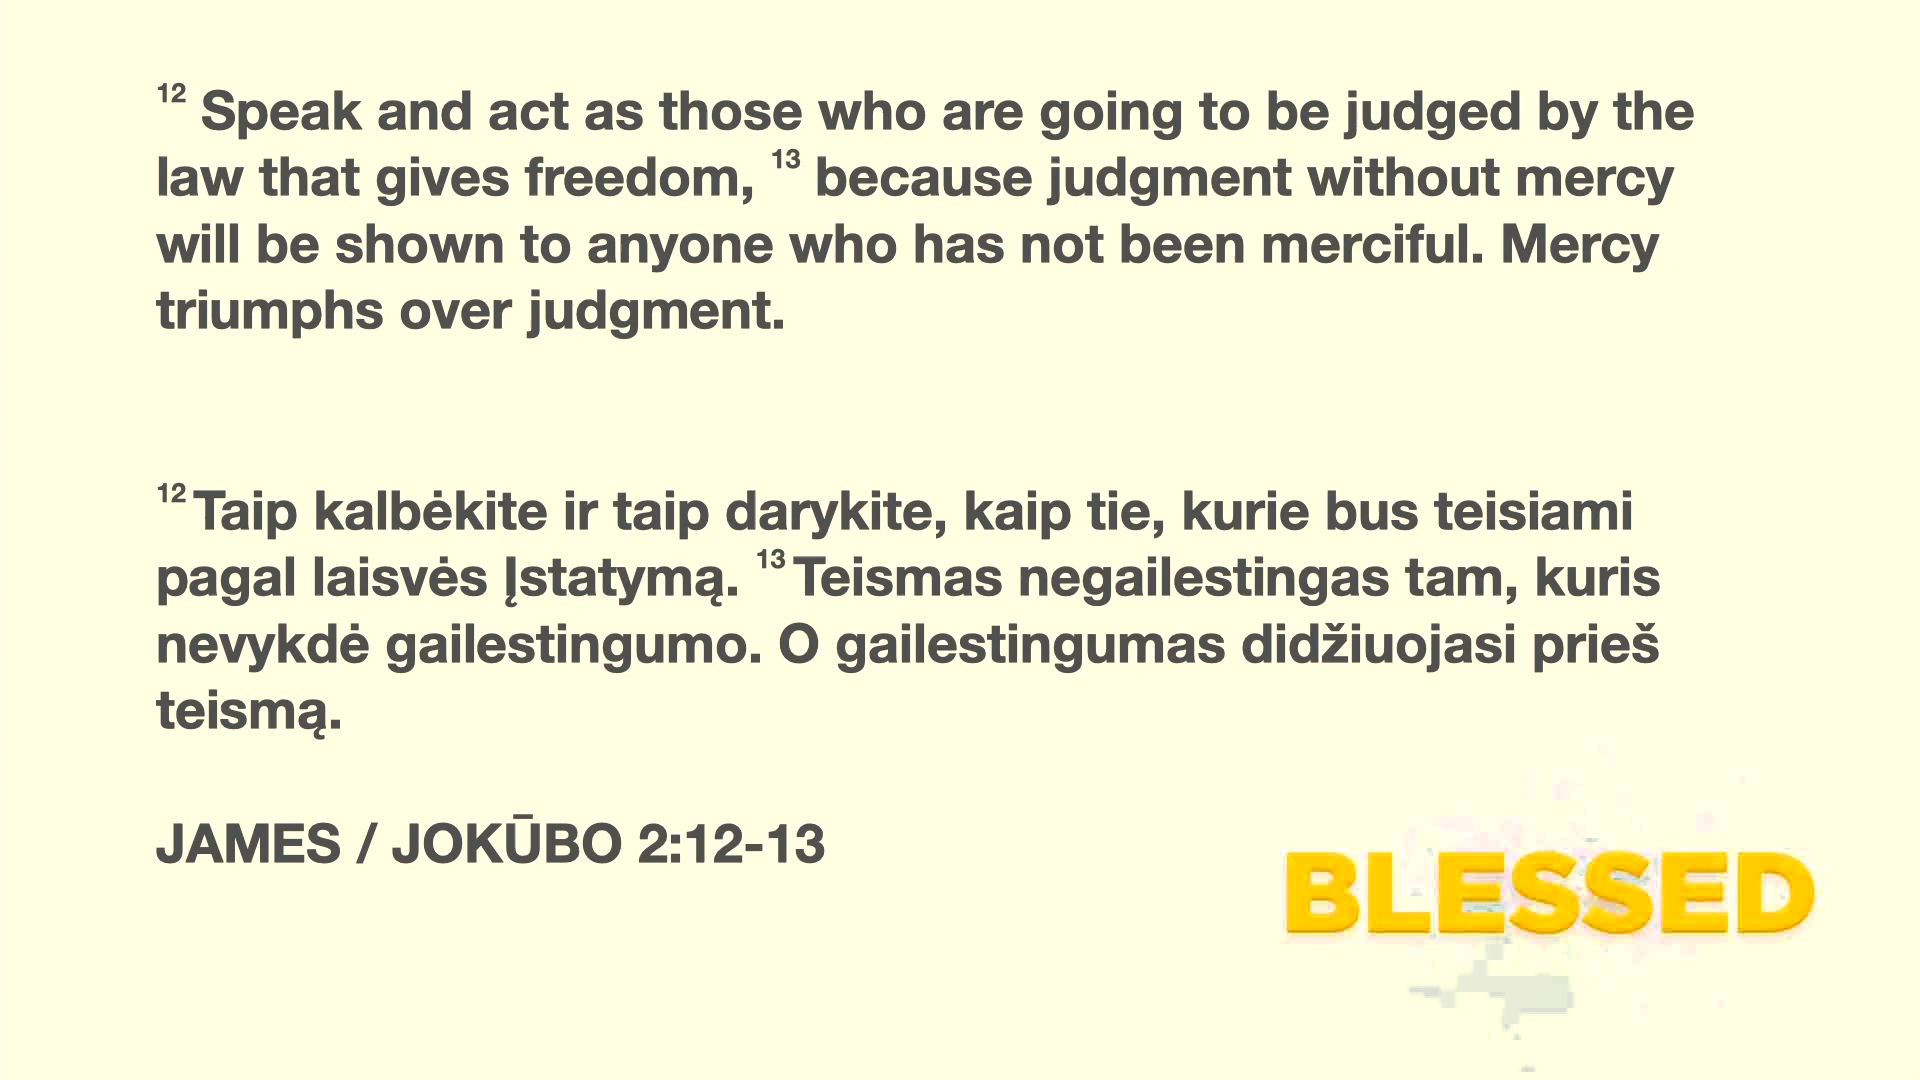 12 Speak and act as those who are going to be judged by the
law that gives freedom, 13 because judgment without mercy
will be shown to anyone who has not been merciful. Mercy
triumphs over judgment.
12 Taip kalbėkite ir taip darykite, kaip tie, kurie bus teisiami
pagal laisvės Įstatymą. 13 Teismas negailestingas tam, kuris
nevykdė gailestingumo. O gailestingumas didžiuojasi prieš
teismą.
JAMES / JOKŪBO 2:12-13
BLESSED